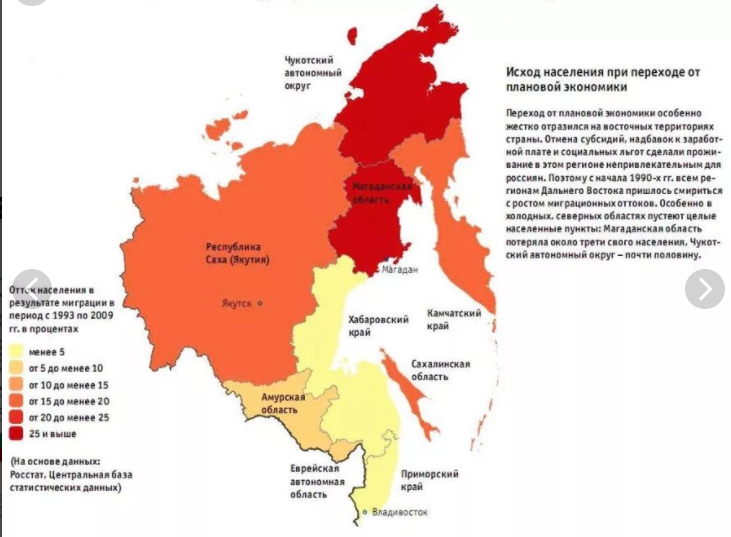 Чукотский
автономный
округ
Исход населения при переходе от
плановой экономики
Переход от плановой экономики особенно
жестко отразился на восточных территориях
страны. Отмена субсидий, надбавок к заработ-
ной плате и социальных льгот сделали прожи-
вание в этом регионе непривлекательным для
россиян. Поэтому с начала 1990-х гг. всем ре-
гионам Дальнего Востока пришлось смириться
с ростом миграционных оттоков. Особенно в
холодных, северных областях пустеют целые
населенные пункты: Магаданская область
потеряла около трети свого населения, Чукот-
ский автономный округ – почти половину.
Магаданская
область
Республика
Саха (Якутия)
Магадан
Якутск
Хабаровский
край
Камчатский
край
Сахалинская
область
Амурская
область
Еврейская
автономная
область
Приморский
край
Владивосток
Отток населения в
результате миграции в
период с 1993 по 2009
гг. в процентах
менее 5
от 5 до менее 10
от 10 до менее 15
от 15 до менее 20
от 20 до менее 25
25 и выше
(На основе данных:
Росстат, Центральная база
статистических данных)